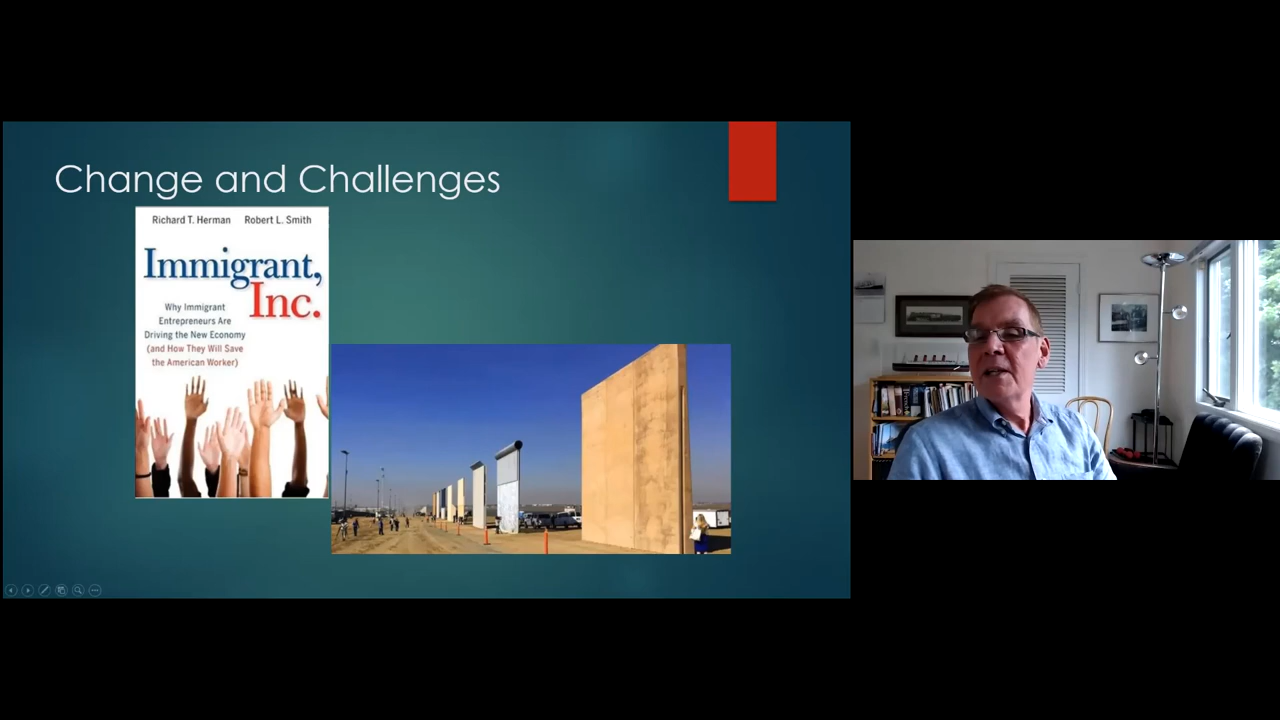 Change and Challenges
Richard T. Herman Robert L. Smith
Immigrant,
Inc.
Why Immigrant
Entrepreneurs Are
Driving the New Economy
(and How They Will Save
the American Worker)